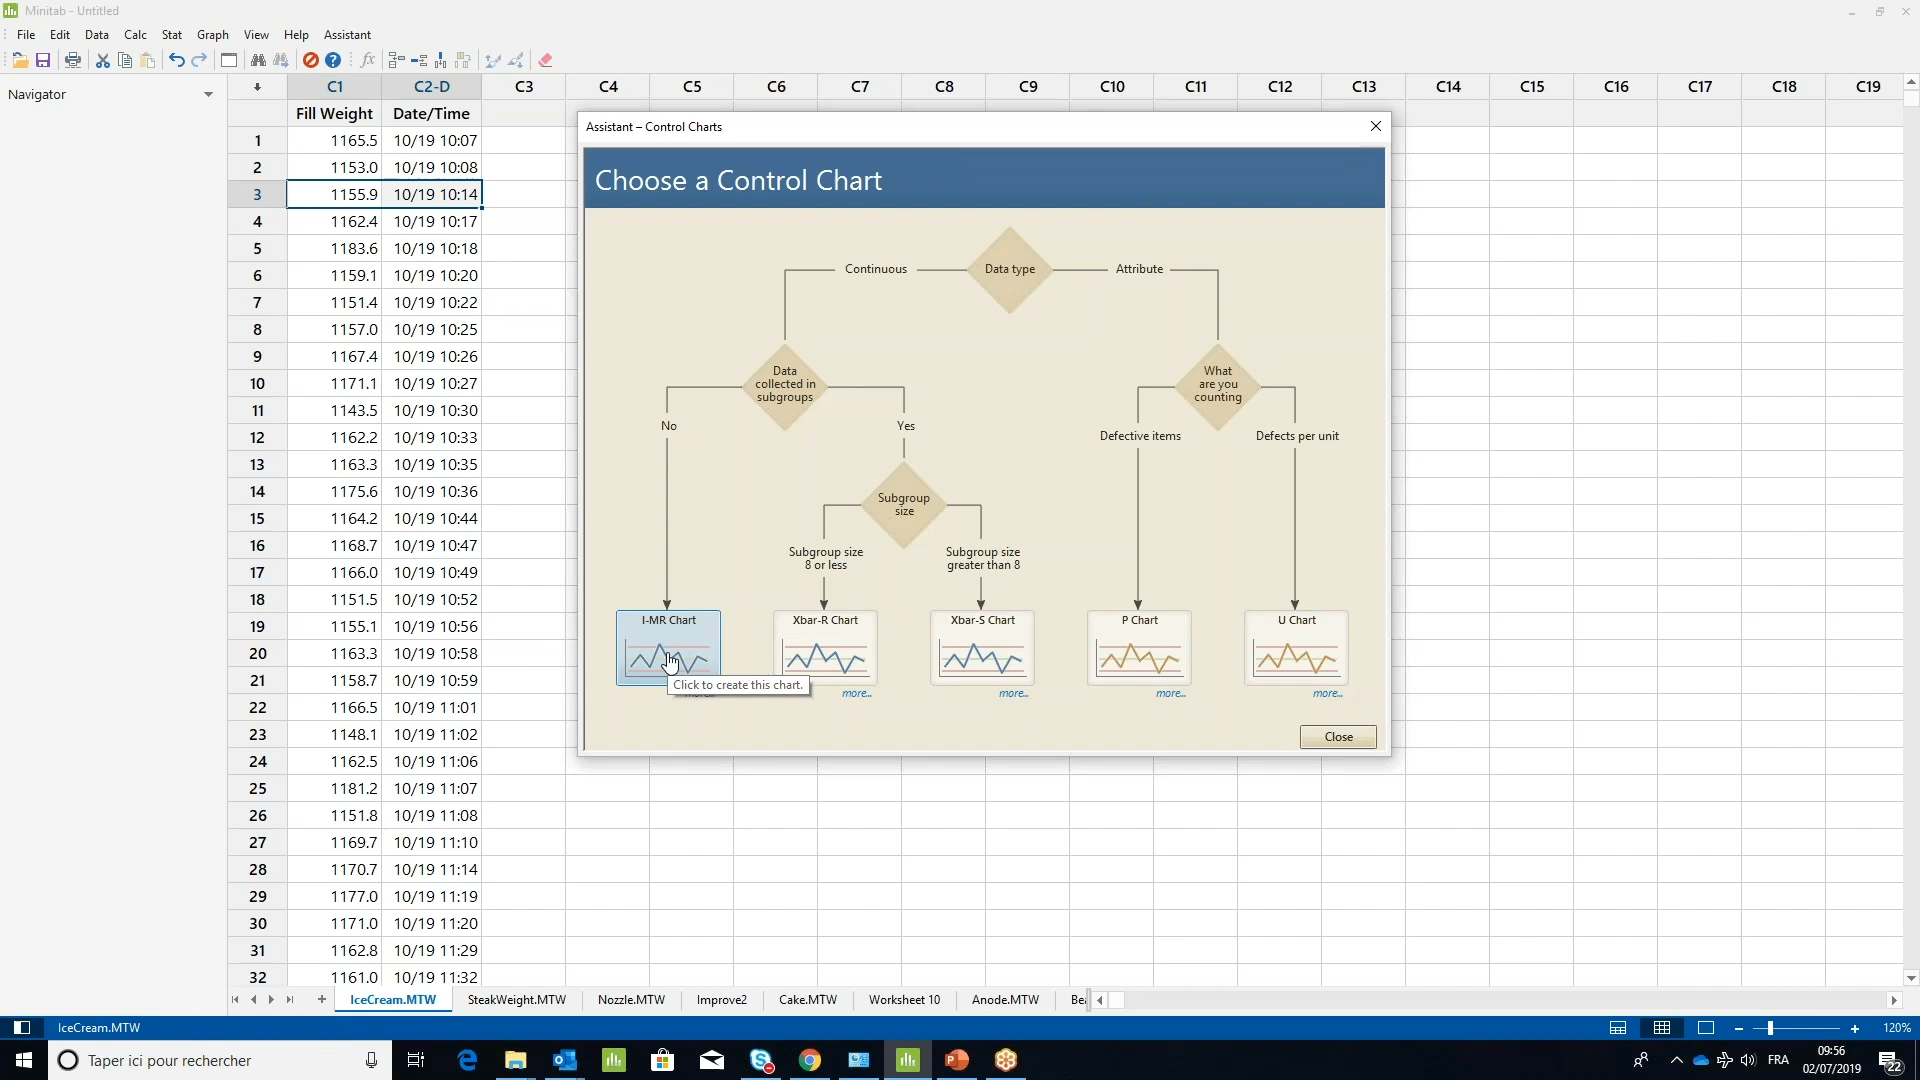 Minitab - Untitled
File Edit Data Calc Stat Graph View Help Assistant
Navigator
C1 C2-D C3 C4 C5 C6 C7 C8 C9 C10 C11 C12 C13 C14 C15 C16 C17 C18 C19
Fill Weight Date/Time
1 1165.5 10/19 10:07
2 1153.0 10/19 10:08
3 1155.9 10/19 10:14
4 1162.4 10/19 10:17
5 1183.6 10/19 10:18
6 1159.1 10/19 10:20
7 1151.4 10/19 10:22
8 1157.0 10/19 10:25
9 1167.4 10/19 10:26
10 1171.1 10/19 10:27
11 1143.5 10/19 10:30
12 1162.2 10/19 10:33
13 1163.3 10/19 10:35
14 1175.6 10/19 10:36
15 1164.2 10/19 10:44
16 1168.7 10/19 10:47
17 1166.0 10/19 10:49
18 1151.5 10/19 10:52
19 1155.1 10/19 10:56
20 1163.3 10/19 10:58
21 1158.7 10/19 10:59
22 1166.5 10/19 11:01
23 1148.1 10/19 11:02
24 1162.5 10/19 11:06
25 1181.2 10/19 11:07
26 1151.8 10/19 11:08
27 1169.7 10/19 11:10
28 1170.7 10/19 11:14
29 1177.0 10/19 11:19
30 1171.0 10/19 11:20
31 1162.8 10/19 11:29
32 1161.0 10/19 11:32
Assistant – Control Charts
Choose a Control Chart
Continuous Data type Attribute
Data
collected in
subgroups
What
are you
counting
No Yes
Defective items Defects per unit
Subgroup
size
Subgroup size
8 or less
Subgroup size
greater than 8
I-MR Chart Xbar-R Chart Xbar-S Chart P Chart U Chart
Click to create this chart.
more... more... more... more... more...
Close
IceCream.MTW SteakWeight.MTW Nozzle.MTW Improve2 Cake.MTW Worksheet 10 Anode.MTW
IceCream.MTW 120%
Taper ici pour rechercher
FRA
09:56
02/07/2019
22